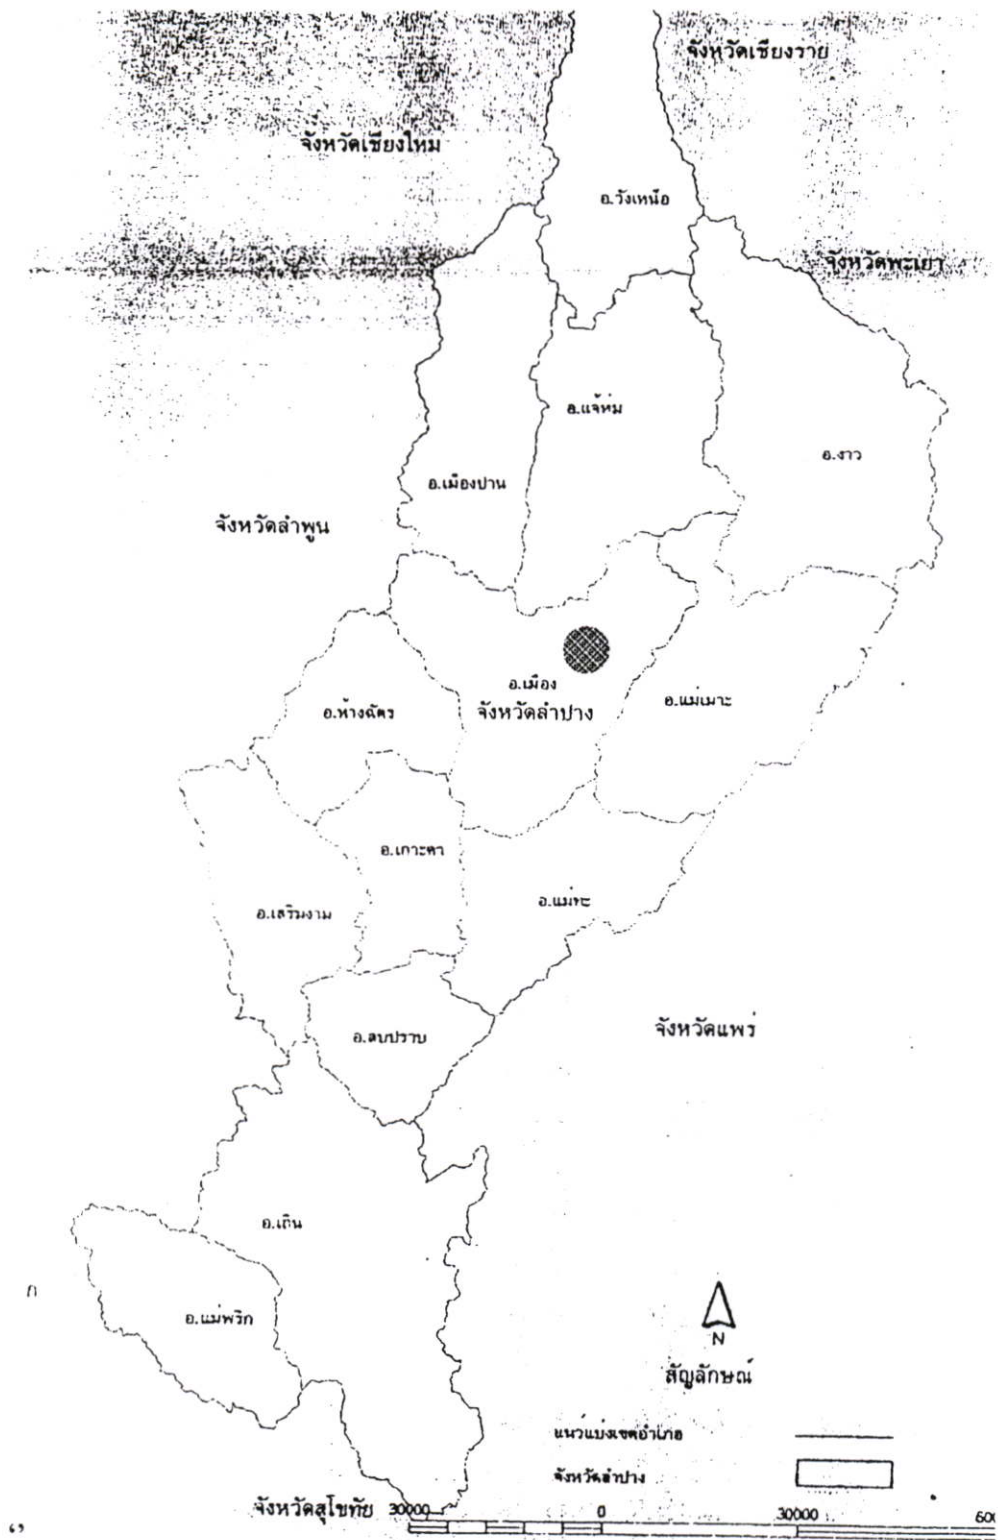 จังหวัดเชียงราย
จังหวัดเชียงใหม่
อ.วังเหนือ
จังหวัดพะเยา
อ.แจ้ห่ม
อ.งาว
อ.เมืองปาน
จังหวัดลำพูน
อ.เมือง
อ.แม่เมาะ
อ.ห้างฉัตร
จังหวัดลำปาง
อ.เกาะคา
อ.แม่ทะ
อ.เสริมงาม
จังหวัดแพร่
อ.สบปราบ
อ.เถิน
ก
อ.แม่พริก
N
สัญลักษณ์
แนวแบ่งเขตอำเภอ
จังหวัดลำปาง
จังหวัดสุโขทัย
30000 0 30000